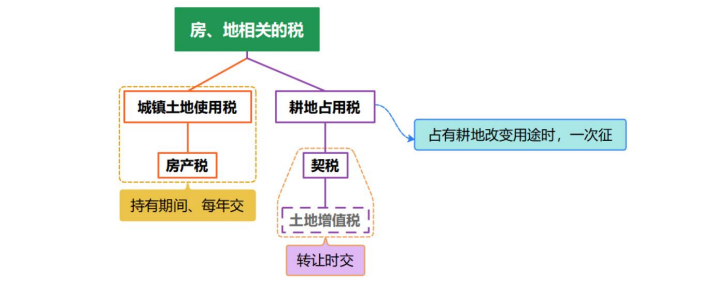 房、地相关的税
城镇土地使用税
耕地占用税
占有耕地改变用途时，一次征
房产税
契税
持有期间、每年交
土地增值税
转让时交